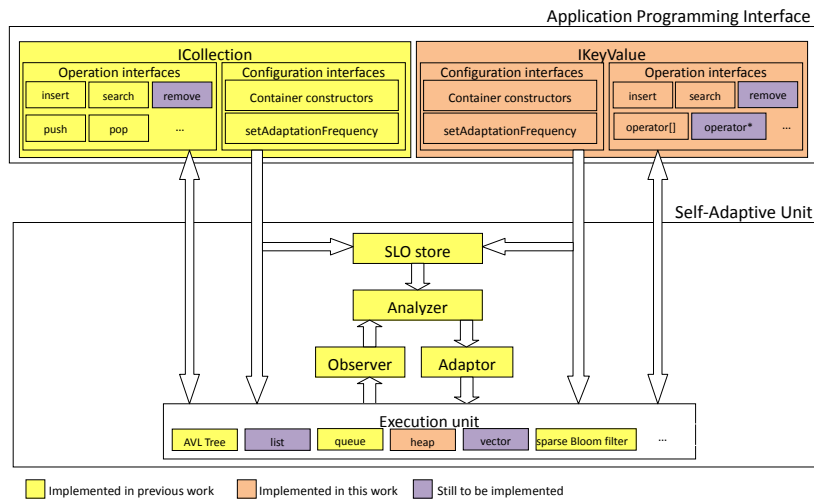 Application Programming Interface
ICollection
IKeyValue
Operation interfaces
Configuration interfaces
Configuration interfaces
Operation interfaces
insert
search
remove
Container constructors
Container constructors
insert
search
remove
push
pop
...
setAdaptationFrequency
setAdaptationFrequency
operator[]
operator*
...
Self-Adaptive Unit
SLO store
Analyzer
Observer
Adaptor
Execution unit
AVL Tree
list
queue
heap
vector
sparse Bloom filter
...
Implemented in previous work
Implemented in this work
Still to be implemented